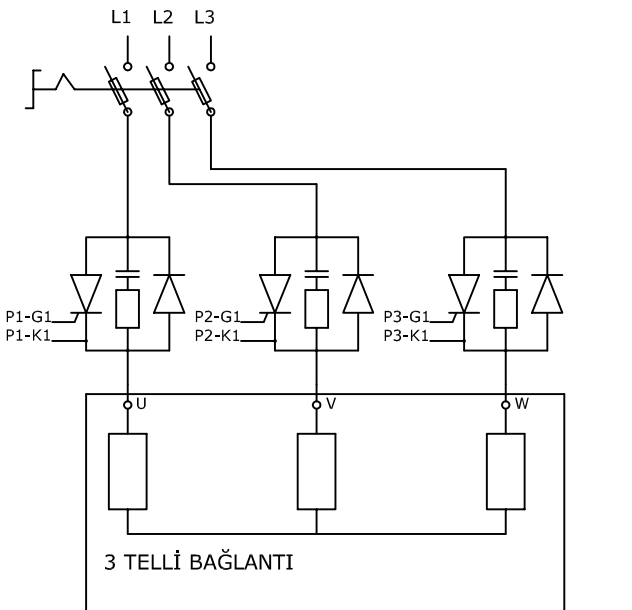 L1 L2 L3
P1-G1 P2-G1 P3-G1
P1-K1 P2-K1 P3-K1
U V W
3 TELLİ BAĞLANTI